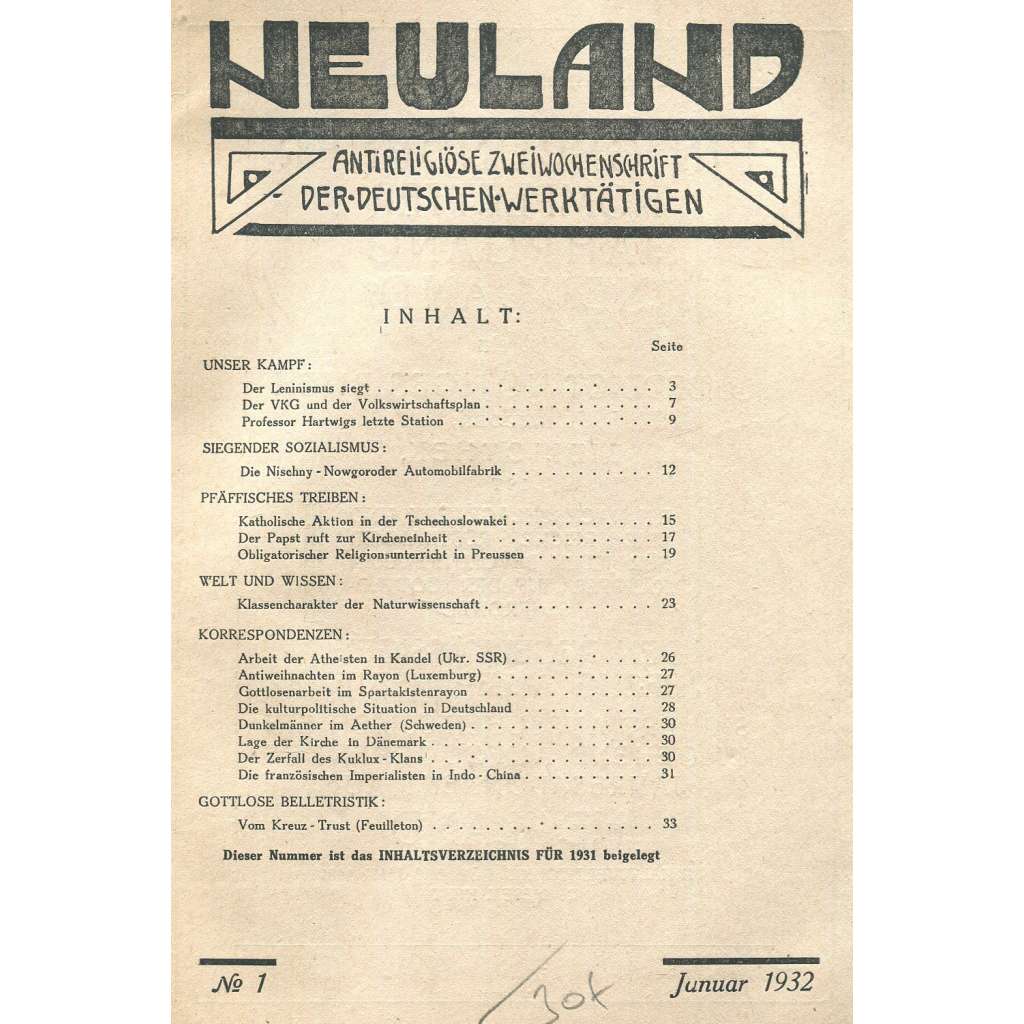 NEULAND
ANTIRELIGIÖSE ZWEIWOCHENSCHRIFT
DER·DEUTSCHEN·WERKTÄTIGEN
INHALT:
Seite
UNSER KAMPF:
Der Leninismus siegt . . . . . . . . . . . . . . . . . . 3
Der VKG und der Volkswirtschaftsplan . . . . . . . . . . . 7
Professor Hartwigs letzte Station . . . . . . . . . . . . . 9
SIEGENDER SOZIALISMUS:
Die Nischny-Nowgoroder Automobilfabrik . . . . . . . . . . . 12
PFÄFFISCHES TREIBEN:
Katholische Aktion in der Tschechoslowakei . . . . . . . . . . . 15
Der Papst ruft zur Kircheneinheit . . . . . . . . . . . . . 17
Obligatorischer Religionsunterricht in Preussen . . . . . . . . 19
WELT UND WISSEN:
Klassencharakter der Naturwissenschaft . . . . . . . . . . . . 23
KORRESPONDENZEN:
Arbeit der Atheisten in Kandel (Ukr. SSR) . . . . . . . . . . . 26
Antiweihnachten im Rayon (Luxemburg) . . . . . . . . . . . 27
Gottlosenarbeit im Spartakistenrayon . . . . . . . . . . . . 27
Die kulturpolitische Situation in Deutschland . . . . . . . . 28
Dunkelmänner im Aether (Schweden) . . . . . . . . . . . . . 30
Lage der Kirche in Dänemark . . . . . . . . . . . . . . . 30
Der Zerfall des Kuklux-Klans . . . . . . . . . . . . . . . 30
Die französischen Imperialisten in Indo-China . . . . . . . . . 31
GOTTLOSE BELLETRISTIK:
Vom Kreuz-Trust (Feuilleton) . . . . . . . . . . . . . . . 33
Dieser Nummer ist das INHALTSVERZEICHNIS FÜR 1931 beigelegt
№ 1
Januar 1932